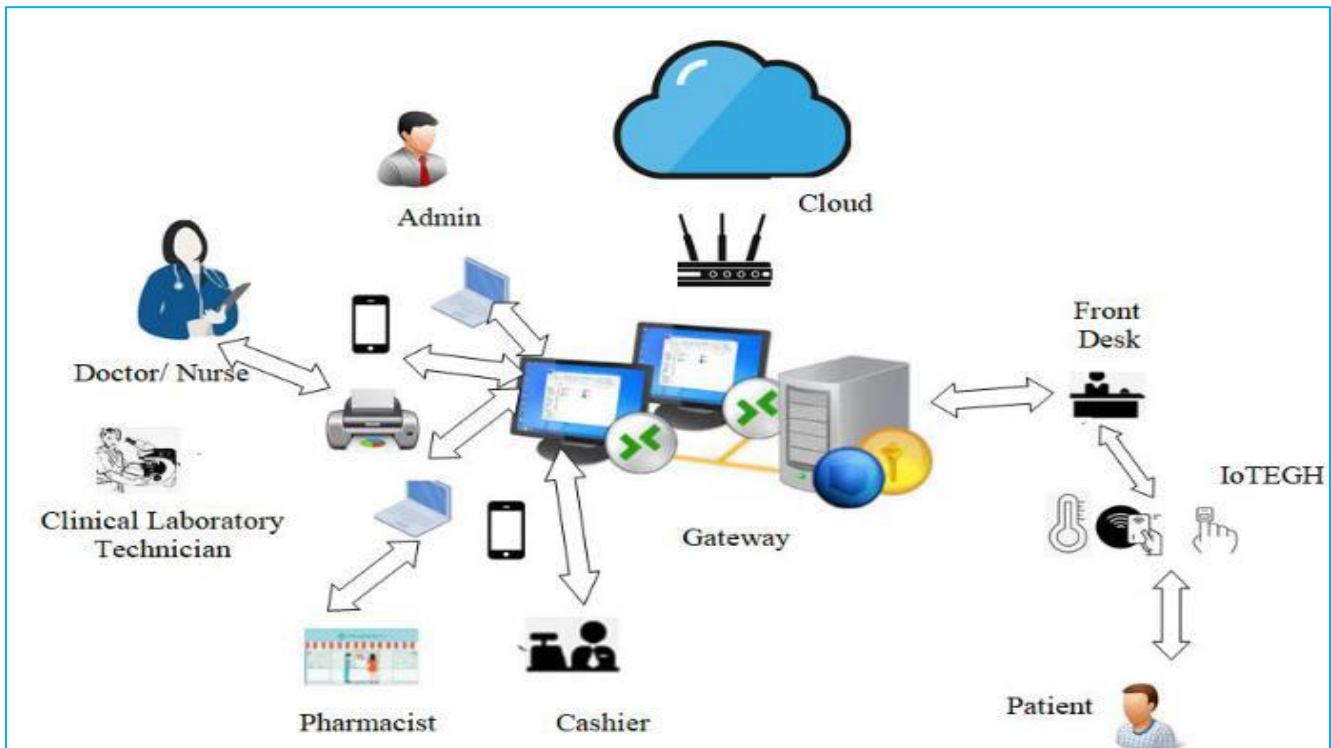 Cloud
Admin
Front
Desk
Doctor/ Nurse
IoTEGH
Clinical Laboratory
Technician
Gateway
Patient
Pharmacist
Cashier